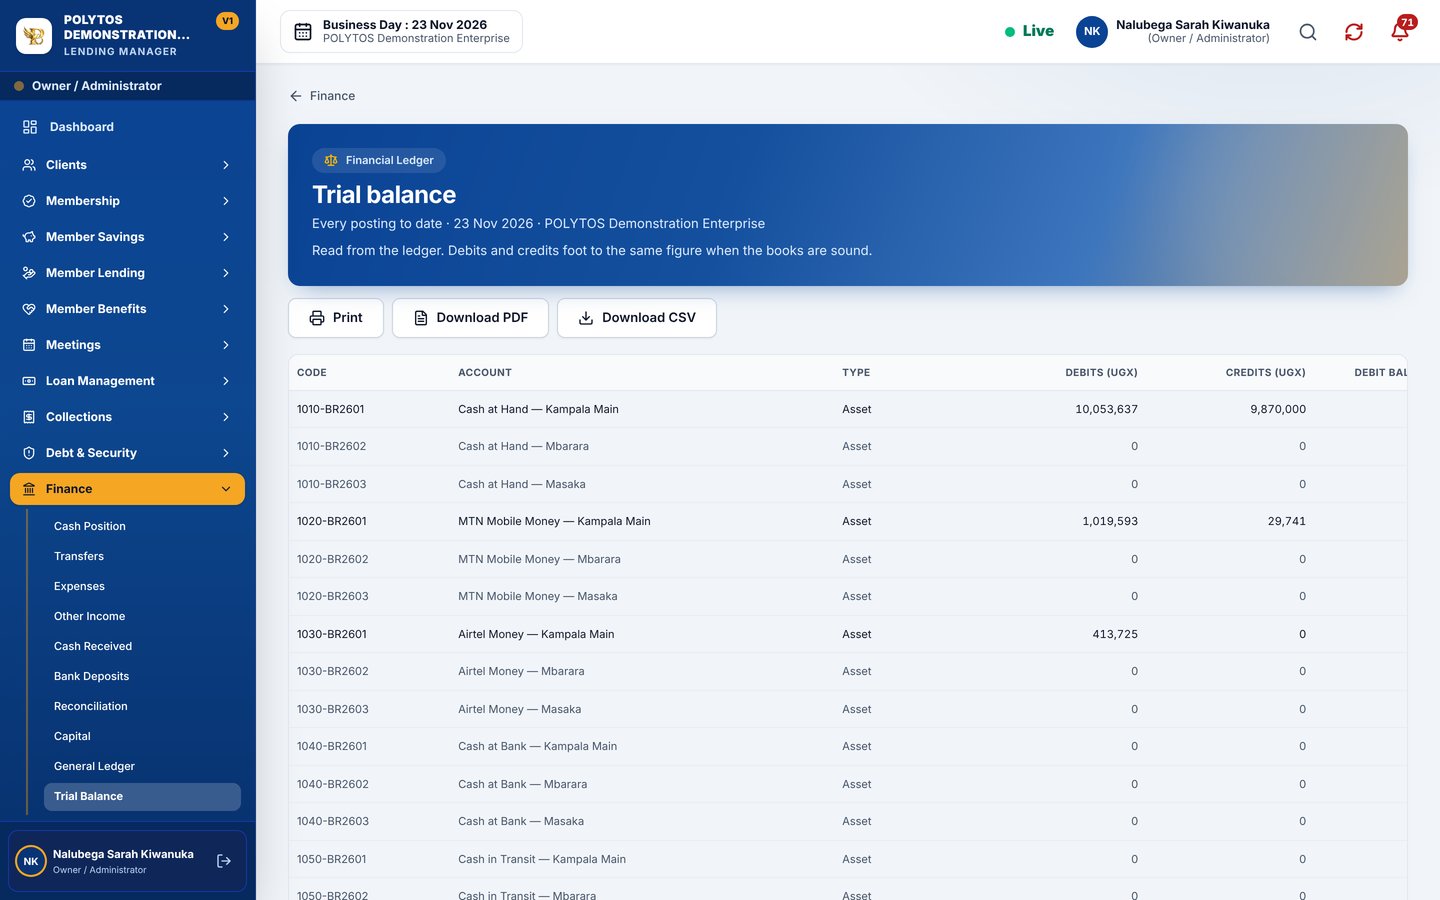 POLYTOS
DEMONSTRATION...
LENDING MANAGER
V1
Owner / Administrator
Dashboard
Clients
Membership
Member Savings
Member Lending
Member Benefits
Meetings
Loan Management
Collections
Debt & Security
Finance
Cash Position
Transfers
Expenses
Other Income
Cash Received
Bank Deposits
Reconciliation
Capital
General Ledger
Trial Balance
NK
Nalubega Sarah Kiwanuka
Owner / Administrator
Business Day : 23 Nov 2026
POLYTOS Demonstration Enterprise
Live
NK
Nalubega Sarah Kiwanuka
(Owner / Administrator)
71
Finance
Financial Ledger
Trial balance
Every posting to date · 23 Nov 2026 · POLYTOS Demonstration Enterprise
Read from the ledger. Debits and credits foot to the same figure when the books are sound.
Print
Download PDF
Download CSV
CODE ACCOUNT TYPE DEBITS (UGX) CREDITS (UGX) DEBIT BAL
1010-BR2601 Cash at Hand — Kampala Main Asset 10,053,637 9,870,000
1010-BR2602 Cash at Hand — Mbarara Asset 0 0
1010-BR2603 Cash at Hand — Masaka Asset 0 0
1020-BR2601 MTN Mobile Money — Kampala Main Asset 1,019,593 29,741
1020-BR2602 MTN Mobile Money — Mbarara Asset 0 0
1020-BR2603 MTN Mobile Money — Masaka Asset 0 0
1030-BR2601 Airtel Money — Kampala Main Asset 413,725 0
1030-BR2602 Airtel Money — Mbarara Asset 0 0
1030-BR2603 Airtel Money — Masaka Asset 0 0
1040-BR2601 Cash at Bank — Kampala Main Asset 0 0
1040-BR2602 Cash at Bank — Mbarara Asset 0 0
1040-BR2603 Cash at Bank — Masaka Asset 0 0
1050-BR2601 Cash in Transit — Kampala Main Asset 0 0
1050-BR2602 Cash in Transit — Mbarara Asset 0 0